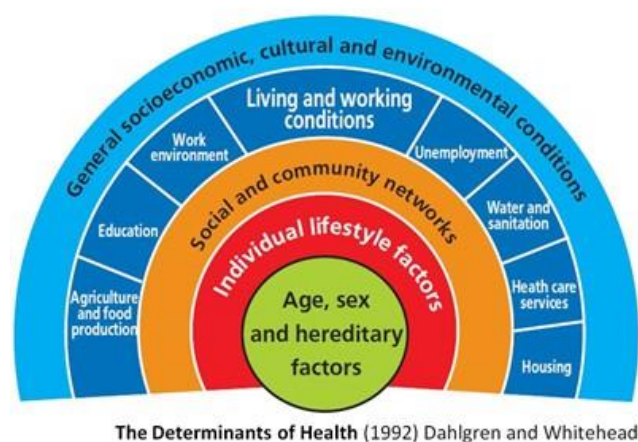 General socioeconomic, cultural and environmental conditions
Living and working
conditions
Work
environment
Unemployment
Education
Water and
sanitation
Agriculture
and food
production
Heath care
services
Housing
Social and community networks
Individual lifestyle factors
Age, sex
and hereditary
factors
The Determinants of Health (1992) Dahlgren and Whitehead